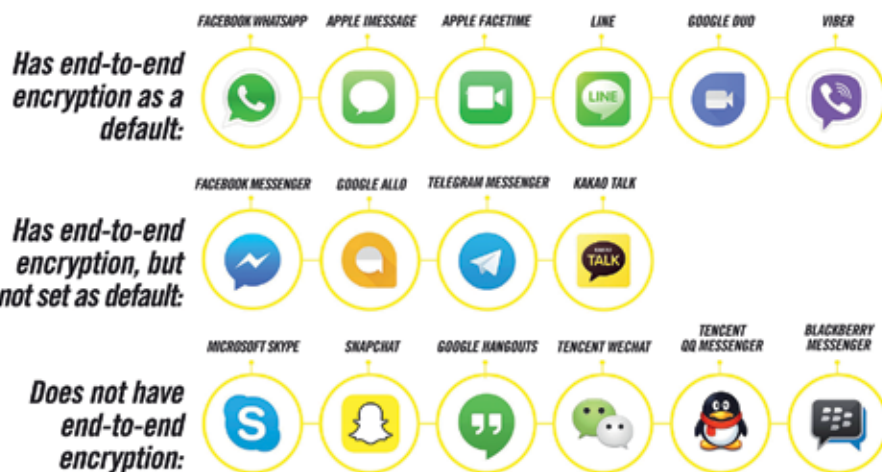 FACEBOOK WHATSAPP
APPLE IMESSAGE
APPLE FACETIME
LINE
GOOGLE DUO
VIBER
Has end-to-end
encryption as a
default:
LINE
FACEBOOK MESSENGER
GOOGLE ALLO
TELEGRAM MESSENGER
KAKAO TALK
Has end-to-end
encryption, but
not set as default:
TALK
MICROSOFT SKYPE
SNAPCHAT
GOOGLE HANGOUTS
TENCENT WECHAT
TENCENT
QQ MESSENGER
BLACKBERRY
MESSENGER
Does not have
end-to-end
encryption:
S